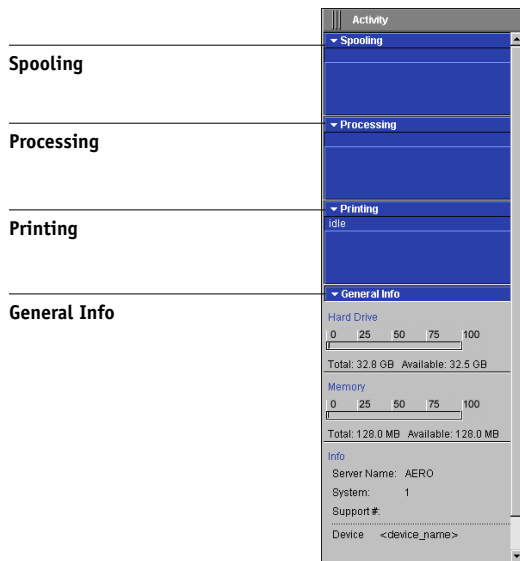 Activity
Spooling
Spooling
Processing
Processing
Printing
Printing
idle
General Info
General Info
Hard Drive
0 25 50 75 100
Total: 32.8 GB Available: 32.5 GB
Memory
0 25 50 75 100
Total: 128.0 MB Available: 128.0 MB
Info
Server Name: AERO
System: 1
Support #:
Device <device_name>